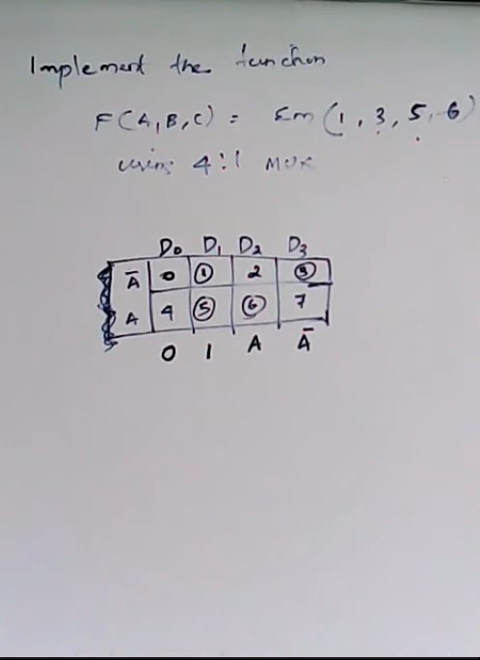 Implement the function
F(A,B,C) = Σm (1, 3, 5, 6)
using 4:1 MUX
D₀ D₁ D₂ D₃
Ā 0 1 2 3
A 4 5 6 7
0 1 A Ā